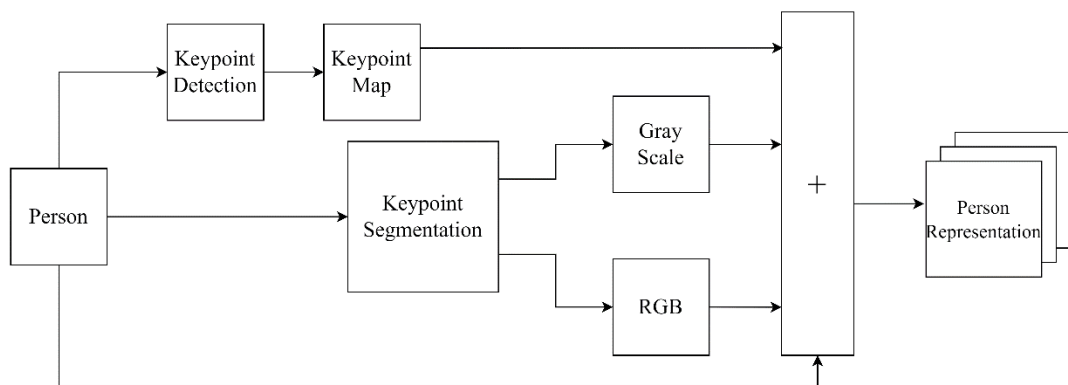 Keypoint
Detection
Keypoint
Map
Gray
Scale
Person
Keypoint
Segmentation
+
Person
Representation
RGB